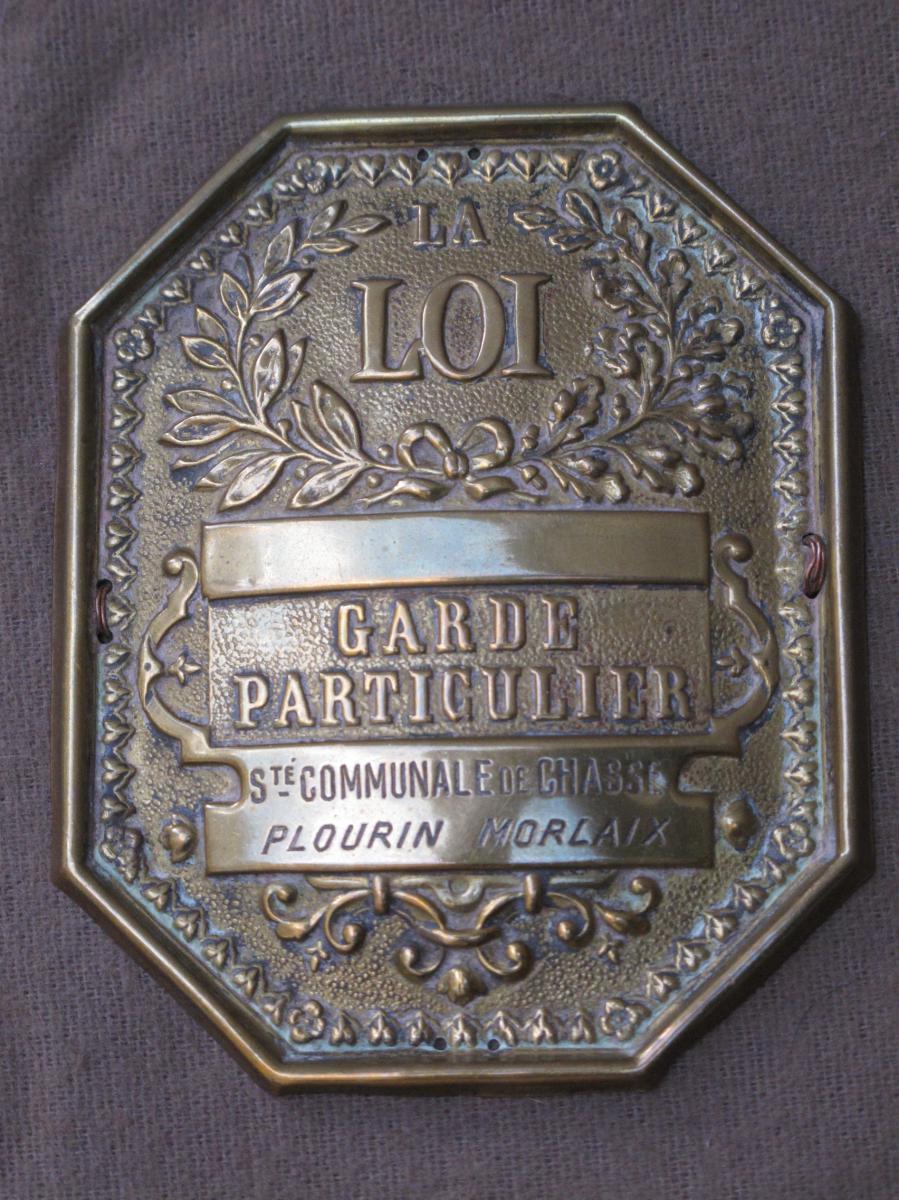 LA
LOI
GARDE
PARTICULIER
STÉ COMMUNALE DE CHASSE
PLOURIN MORLAIX